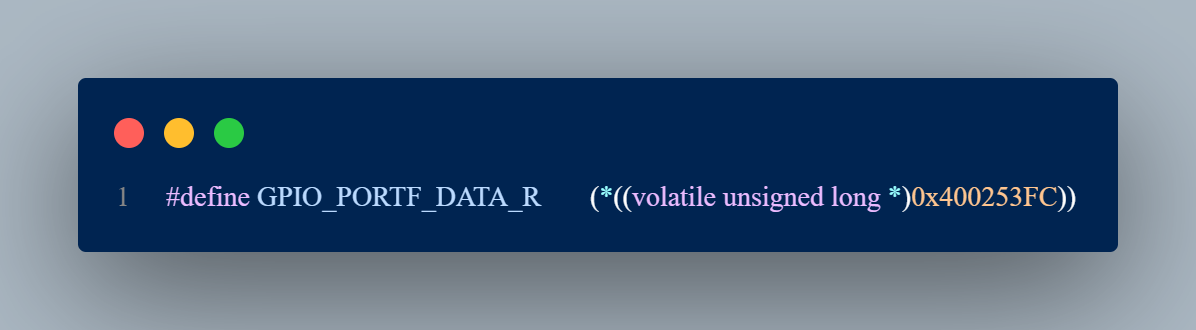 1 #define GPIO_PORTF_DATA_R (*((volatile unsigned long *)0x400253FC))